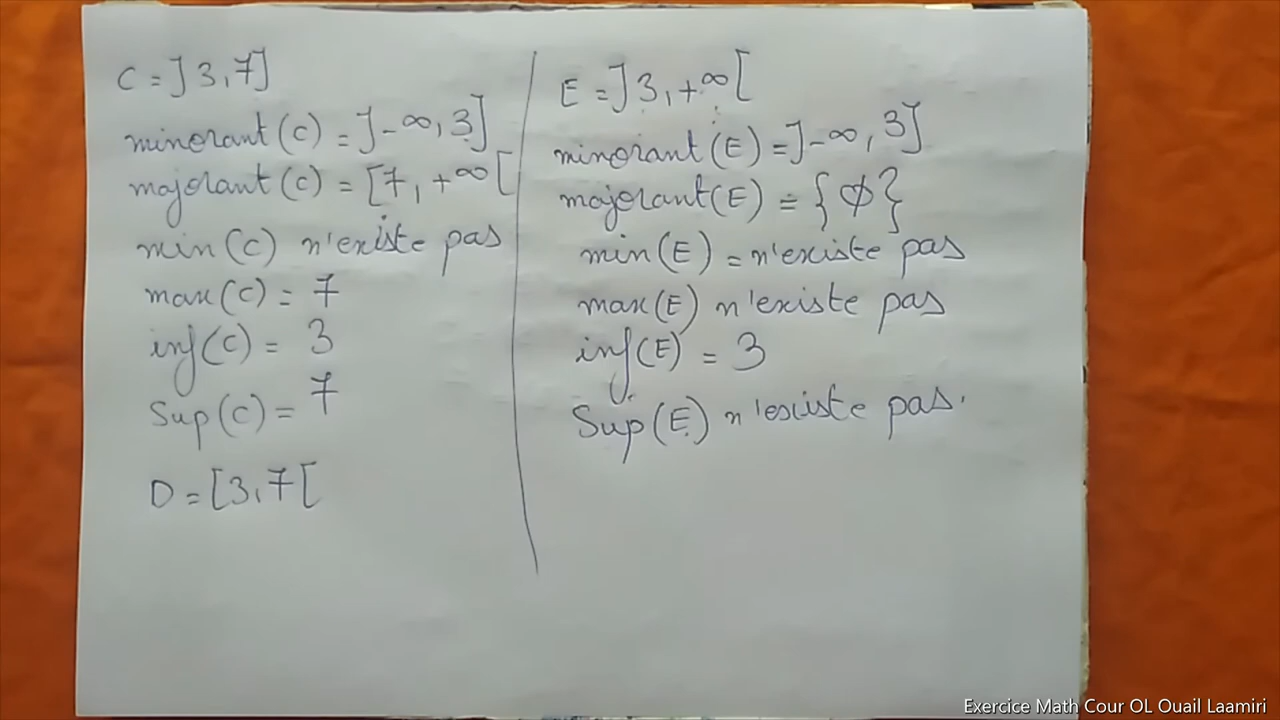 C = ]3,7]
minorant(C) = ]-∞,3]
majorant(C) = [7,+∞[
min(C) n'existe pas
max(C) = 7
inf(C) = 3
Sup(C) = 7
D = [3,7[
E = ]3,+∞[
minorant(E) = ]-∞,3]
majorant(E) = {∅}
min(E) = n'existe pas
max(E) n'existe pas
inf(E) = 3
Sup(E) n'existe pas.
Exercice Math Cour OL Ouail Laamiri